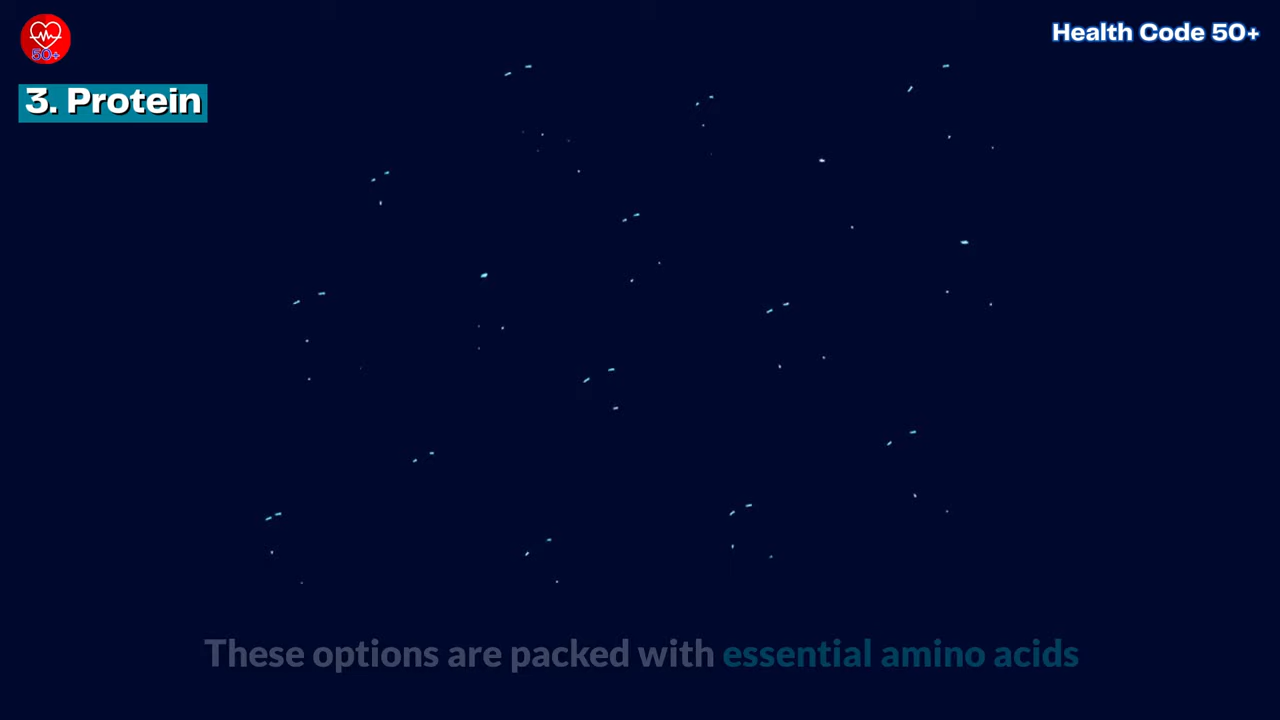 50+
Health Code 50+
3. Protein
These options are packed with essential amino acids